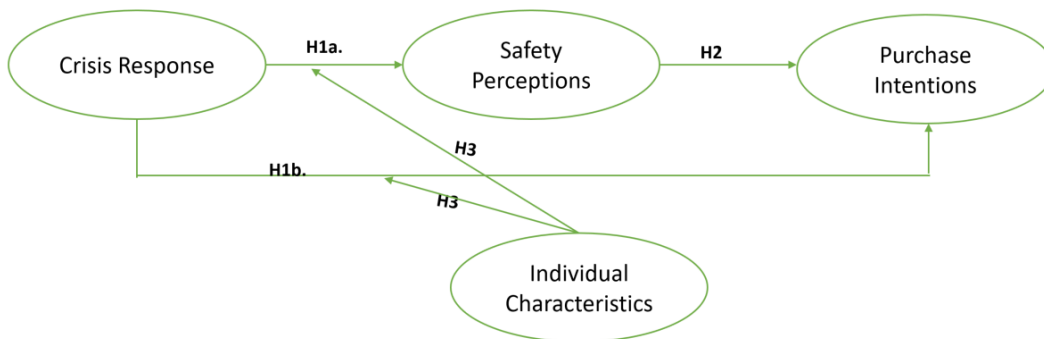 Crisis Response
H1a.
Safety
Perceptions
H2
Purchase
Intentions
H3
H1b.
H3
Individual
Characteristics